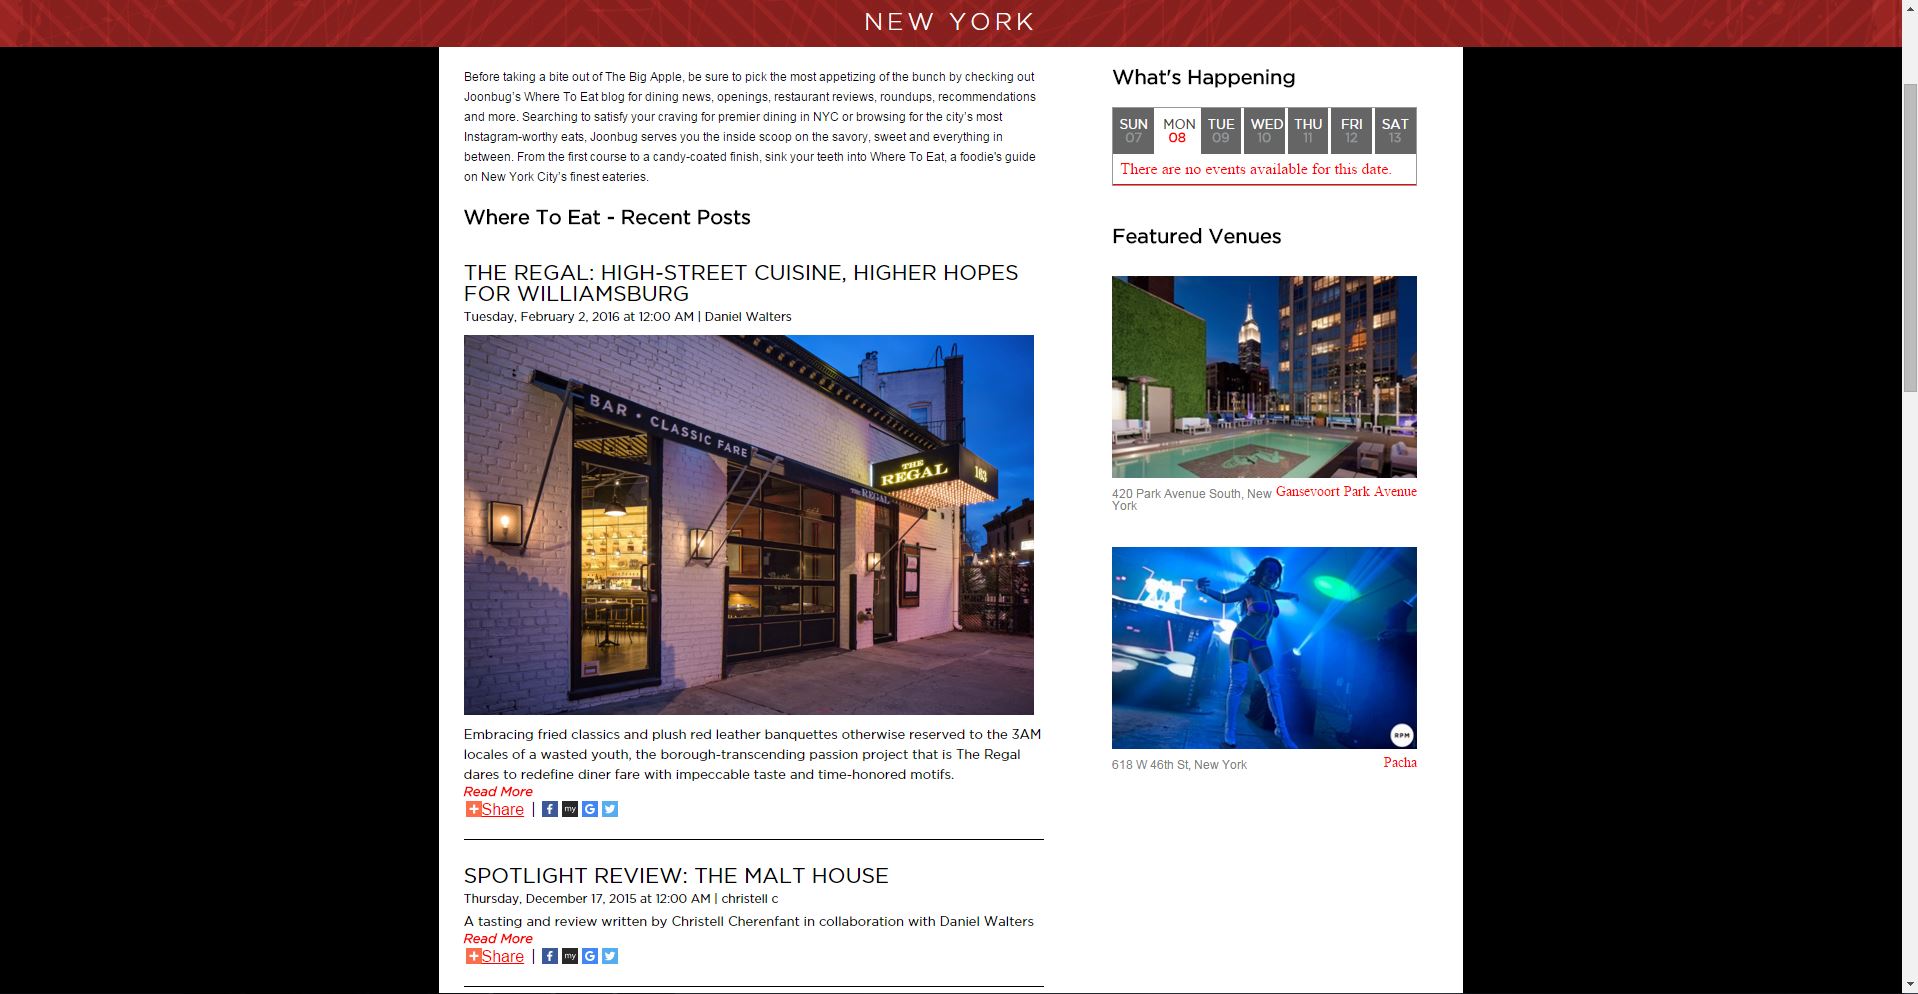 NEW YORK
Before taking a bite out of The Big Apple, be sure to pick the most appetizing of the bunch by checking out
Joonbug's Where To Eat blog for dining news, openings, restaurant reviews, roundups, recommendations
and more. Searching to satisfy your craving for premier dining in NYC or browsing for the city's most
Instagram-worthy eats, Joonbug serves you the inside scoop on the savory, sweet and everything in
between. From the first course to a candy-coated finish, sink your teeth into Where To Eat, a foodie's guide
on New York City's finest eateries.
Where To Eat - Recent Posts
THE REGAL: HIGH-STREET CUISINE, HIGHER HOPES
FOR WILLIAMSBURG
Tuesday, February 2, 2016 at 12:00 AM | Daniel Walters
BAR • CLASSIC FARE
THE REGAL
THE
REGAL
163
Embracing fried classics and plush red leather banquettes otherwise reserved to the 3AM
locales of a wasted youth, the borough-transcending passion project that is The Regal
dares to redefine diner fare with impeccable taste and time-honored motifs.
Read More
Share |
f my G
SPOTLIGHT REVIEW: THE MALT HOUSE
Thursday, December 17, 2015 at 12:00 AM | christell c
A tasting and review written by Christell Cherenfant in collaboration with Daniel Walters
Read More
Share |
f my G
What's Happening
SUN MON TUE WED THU FRI SAT
07 08 09 10 11 12 13
There are no events available for this date.
Featured Venues
420 Park Avenue South, New
York
Gansevoort Park Avenue
RPM
618 W 46th St, New York
Pacha